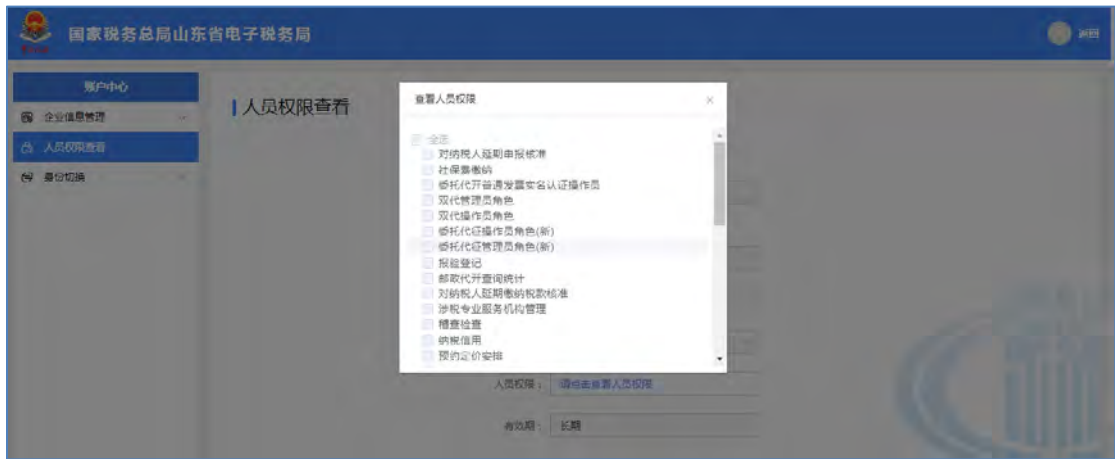 国家税务总局山东省电子税务局
返回
账户中心
企业信息管理
人员权限查看
身份切换
人员权限查看
查看人员权限
全选
对纳税人延期申报核准
社保费缴纳
委托代开普通发票实名认证操作员
双代管理员角色
双代操作员角色
委托代征操作员角色(新)
委托代征管理员角色(新)
报验登记
邮政代开查询统计
对纳税人延期缴纳税款核准
涉税专业服务机构管理
稽查检查
纳税信用
预约定价安排
人员权限：
请点击查看人员权限
有效期：
长期